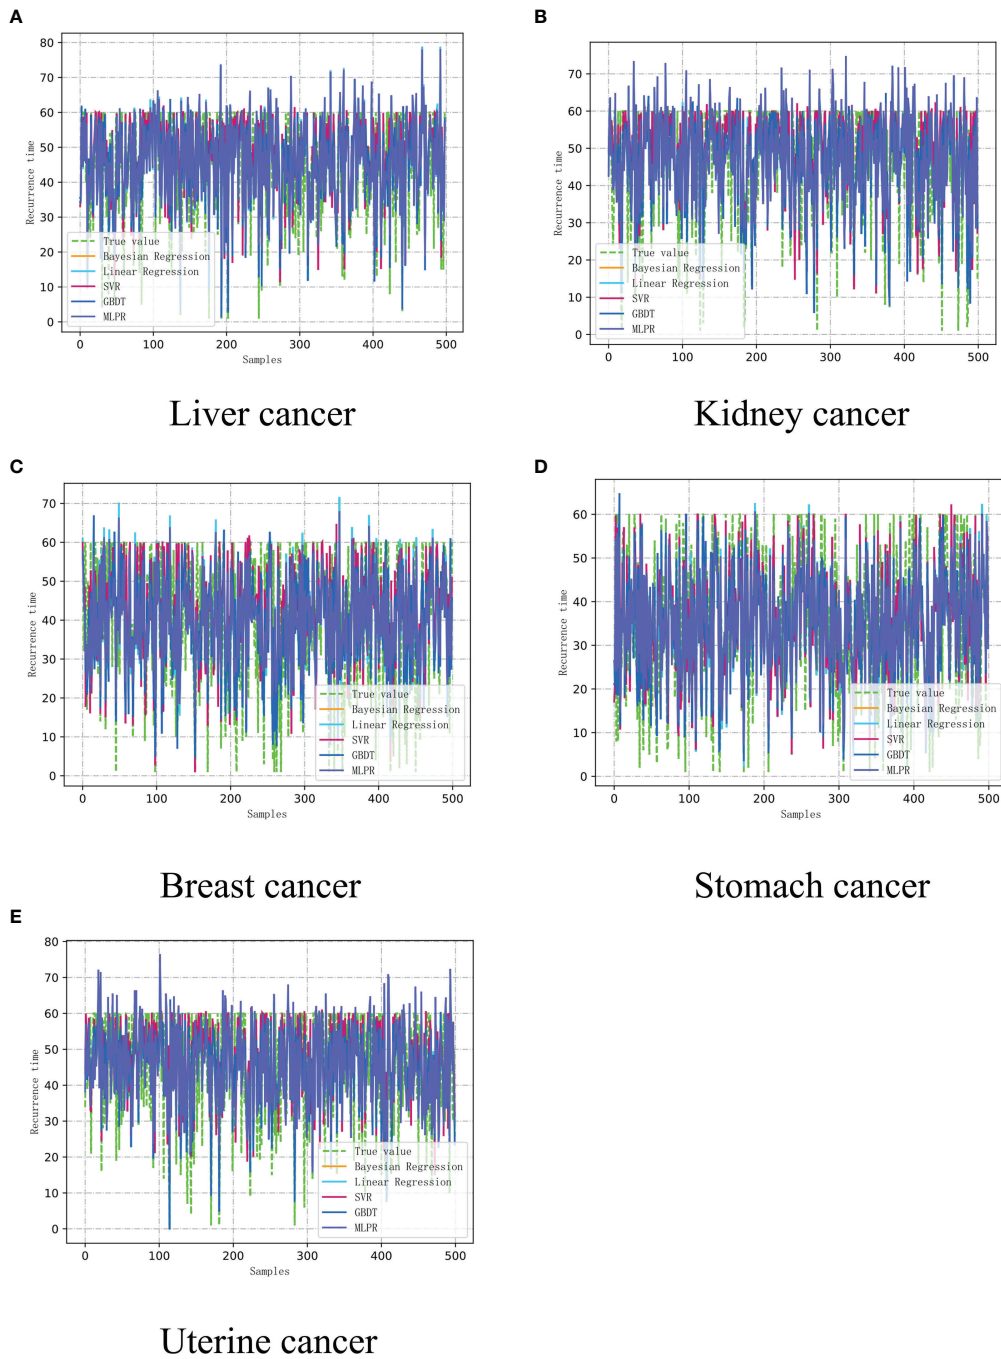 A
80
70
60
50
40
30
20
10
0
Recurrence time
True value
Bayesian Regression
Linear Regression
SVR
GBDT
MLPR
0 100 200 300 400 500
Samples
Liver cancer
B
70
60
50
40
30
20
10
0
Recurrence time
True value
Bayesian Regression
Linear Regression
SVR
GBDT
MLPR
0 100 200 300 400 500
Samples
Kidney cancer
C
70
60
50
40
30
20
10
0
Recurrence time
True value
Bayesian Regression
Linear Regression
SVR
GBDT
MLPR
0 100 200 300 400 500
Samples
Breast cancer
D
60
50
40
30
20
10
0
Recurrence time
True value
Bayesian Regression
Linear Regression
SVR
GBDT
MLPR
0 100 200 300 400 500
Samples
Stomach cancer
E
80
70
60
50
40
30
20
10
0
Recurrence time
True value
Bayesian Regression
Linear Regression
SVR
GBDT
MLPR
0 100 200 300 400 500
Samples
Uterine cancer